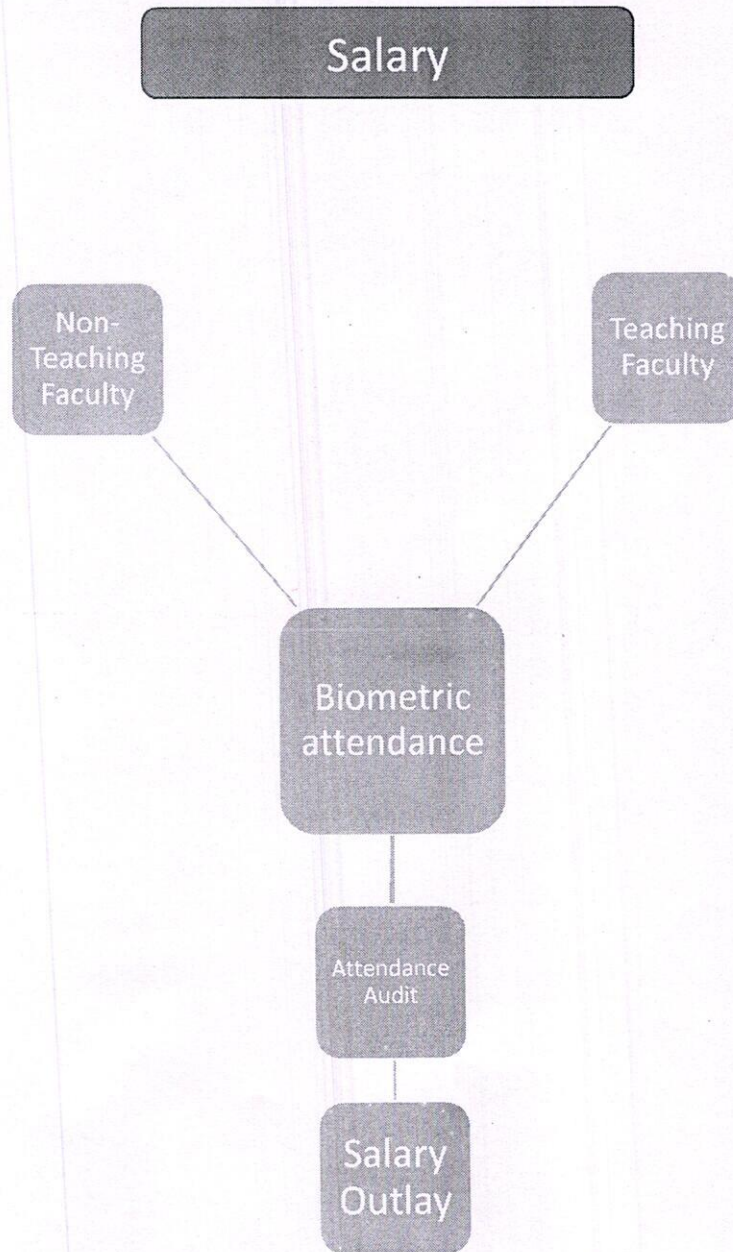 Salary
Non-
Teaching
Faculty
Teaching
Faculty
Biometric
attendance
Attendance
Audit
Salary
Outlay